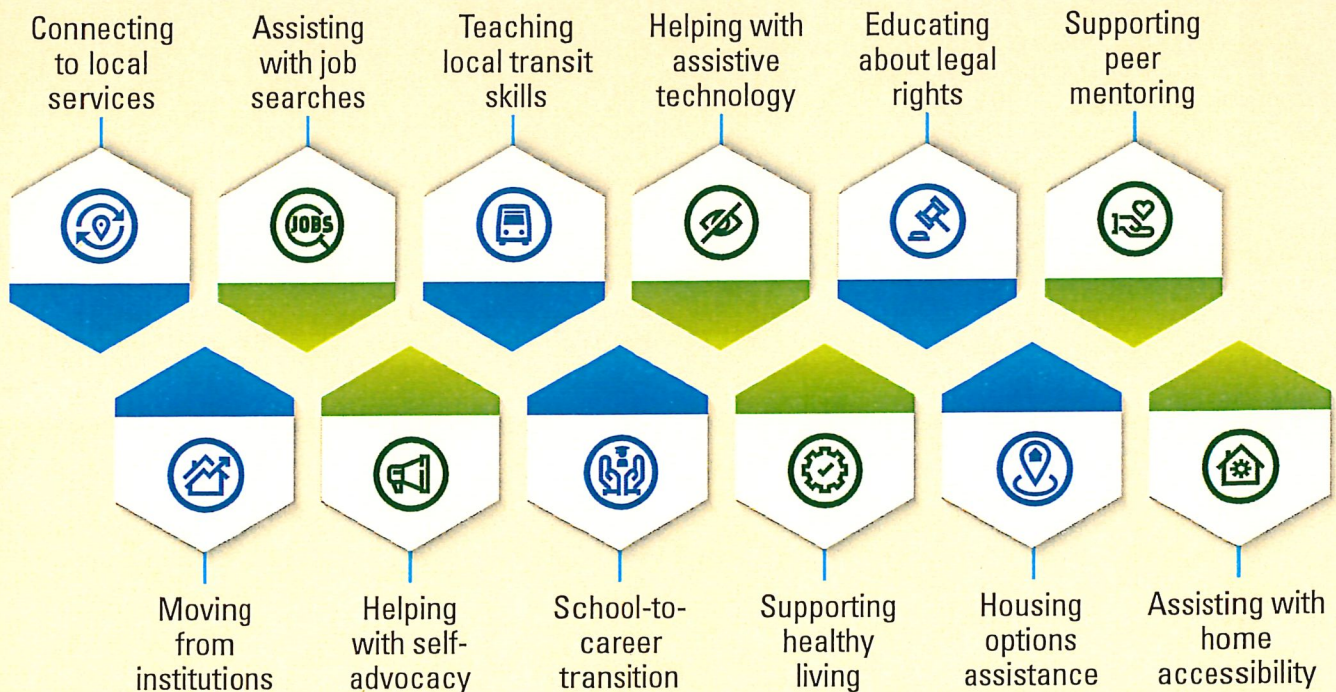 Connecting
to local
services
Assisting
with job
searches
Teaching
local transit
skills
Helping with
assistive
technology
Educating
about legal
rights
Supporting
peer
mentoring
JOBS
Moving
from
institutions
Helping
with self-
advocacy
School-to-
career
transition
Supporting
healthy
living
Housing
options
assistance
Assisting with
home
accessibility